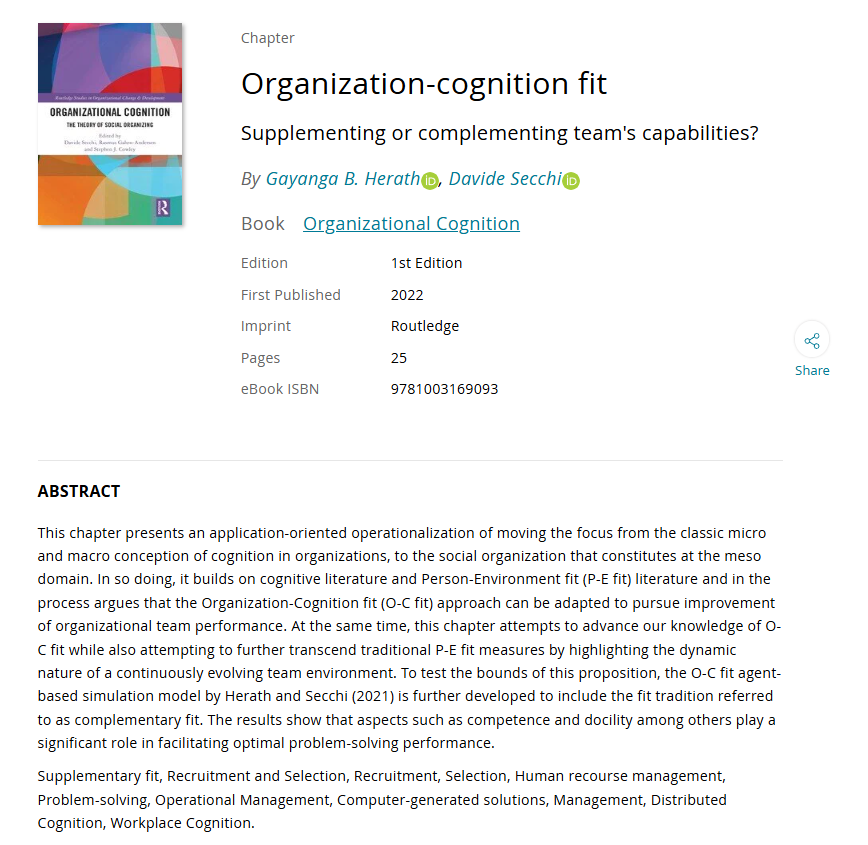 Chapter
Organization-cognition fit
Supplementing or complementing team's capabilities?
By Gayanga B. Herath iD, Davide Secchi iD
Book Organizational Cognition
Edition 1st Edition
First Published 2022
Imprint Routledge
Pages 25
eBook ISBN 9781003169093
Routledge Studies in Organizational Change & Development
ORGANIZATIONAL COGNITION
THE THEORY OF SOCIAL ORGANIZING
Edited by
Davide Secchi, Rasmus Gahrn-Andersen
and Stephen J. Cowley
R
Share
ABSTRACT
This chapter presents an application-oriented operationalization of moving the focus from the classic micro
and macro conception of cognition in organizations, to the social organization that constitutes at the meso
domain. In so doing, it builds on cognitive literature and Person-Environment fit (P-E fit) literature and in the
process argues that the Organization-Cognition fit (O-C fit) approach can be adapted to pursue improvement
of organizational team performance. At the same time, this chapter attempts to advance our knowledge of O-
C fit while also attempting to further transcend traditional P-E fit measures by highlighting the dynamic
nature of a continuously evolving team environment. To test the bounds of this proposition, the O-C fit agent-
based simulation model by Herath and Secchi (2021) is further developed to include the fit tradition referred
to as complementary fit. The results show that aspects such as competence and docility among others play a
significant role in facilitating optimal problem-solving performance.
Supplementary fit, Recruitment and Selection, Recruitment, Selection, Human recourse management,
Problem-solving, Operational Management, Computer-generated solutions, Management, Distributed
Cognition, Workplace Cognition.